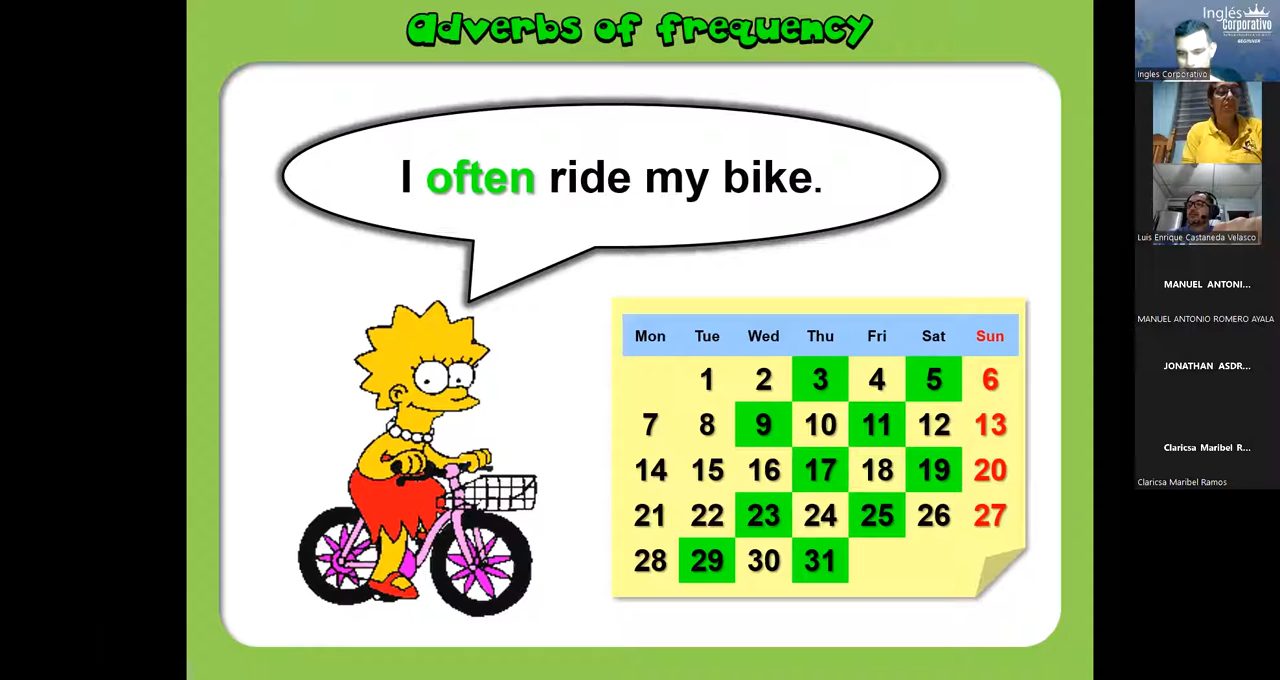 Adverbs of frequency
I often ride my bike.
Mon Tue Wed Thu Fri Sat Sun
1 2 3 4 5 6
7 8 9 10 11 12 13
14 15 16 17 18 19 20
21 22 23 24 25 26 27
28 29 30 31
Inglés
Corporativo
BEGINNER
Ingles Corporativo
Luis Enrique Castaneda Velasco
MANUEL ANTONI...
MANUEL ANTONIO ROMERO AYALA
JONATHAN ASDR...
Claricsa Maribel R...
Claricsa Maribel Ramos